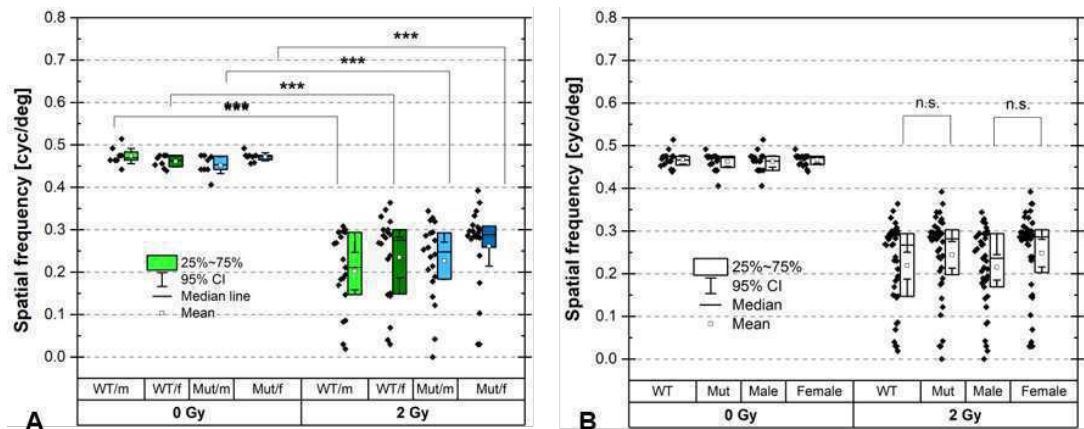 0.8
0.7
0.6
0.5
0.4
0.3
0.2
0.1
0.0
Spatial frequency [cyc/deg]
***
***
***
***
25%~75%
95% CI
Median line
Mean
WT/m WT/f Mut/m Mut/f WT/m WT/f Mut/m Mut/f
0 Gy 2 Gy
A
0.8
0.7
0.6
0.5
0.4
0.3
0.2
0.1
0.0
Spatial frequency [cyc/deg]
n.s. n.s.
25%~75%
95% CI
Median
Mean
WT Mut Male Female WT Mut Male Female
0 Gy 2 Gy
B